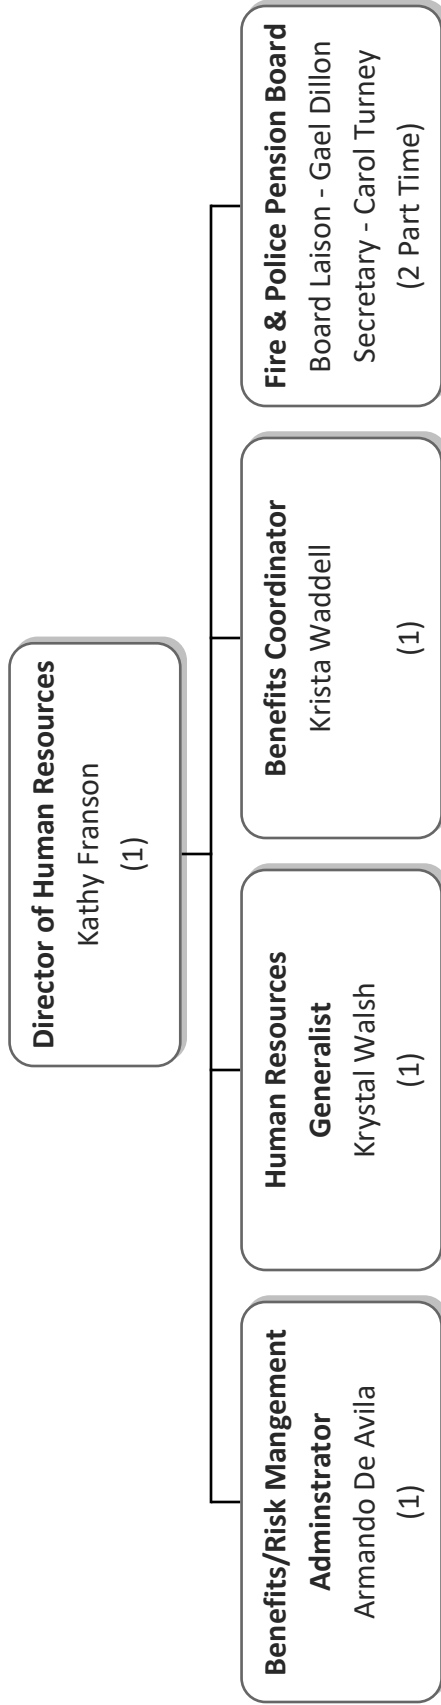 Director of Human Resources
Kathy Franson
(1)
Benefits/Risk Mangement
Adminstrator
Armando De Avila
(1)
Human Resources
Generalist
Krystal Walsh
(1)
Benefits Coordinator
Krista Waddell
(1)
Fire & Police Pension Board
Board Laison - Gael Dillon
Secretary - Carol Turney
(2 Part Time)